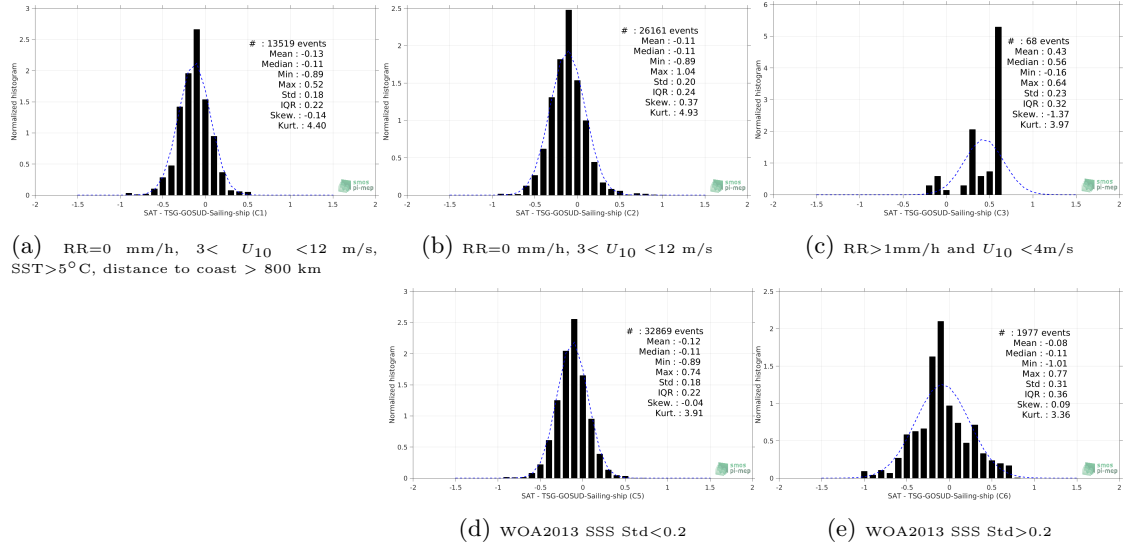 3
2.5
2
1.5
1
0.5
0
Normalized histogram
# : 13519 events
Mean : -0.13
Median : -0.11
Min : -0.89
Max : 0.52
Std : 0.18
IQR : 0.22
Skew. : -0.14
Kurt. : 4.40
smos
pi-mep
-2 -1.5 -1 -0.5 0 0.5 1 1.5 2
SAT - TSG-GOSUD-Sailing-ship (C1)
(a) RR=0 mm/h, 3< U10 <12 m/s,
SST>5°C, distance to coast > 800 km
2.5
2
1.5
1
0.5
0
Normalized histogram
# : 26161 events
Mean : -0.11
Median : -0.11
Min : -0.89
Max : 1.04
Std : 0.20
IQR : 0.24
Skew. : 0.37
Kurt. : 4.93
smos
pi-mep
-2 -1.5 -1 -0.5 0 0.5 1 1.5 2
SAT - TSG-GOSUD-Sailing-ship (C2)
(b) RR=0 mm/h, 3< U10 <12 m/s
6
5
4
3
2
1
0
Normalized histogram
# : 68 events
Mean : 0.43
Median : 0.56
Min : -0.16
Max : 0.64
Std : 0.23
IQR : 0.32
Skew. : -1.37
Kurt. : 3.97
smos
pi-mep
-2 -1.5 -1 -0.5 0 0.5 1 1.5 2
SAT - TSG-GOSUD-Sailing-ship (C3)
(c) RR>1mm/h and U10 <4m/s
3
2.5
2
1.5
1
0.5
0
Normalized histogram
# : 32869 events
Mean : -0.12
Median : -0.11
Min : -0.89
Max : 0.74
Std : 0.18
IQR : 0.22
Skew. : -0.04
Kurt. : 3.91
smos
pi-mep
-2 -1.5 -1 -0.5 0 0.5 1 1.5 2
SAT - TSG-GOSUD-Sailing-ship (C5)
(d) WOA2013 SSS Std<0.2
2.5
2
1.5
1
0.5
0
Normalized histogram
# : 1977 events
Mean : -0.08
Median : -0.11
Min : -1.01
Max : 0.77
Std : 0.31
IQR : 0.36
Skew. : 0.09
Kurt. : 3.36
smos
pi-mep
-2 -1.5 -1 -0.5 0 0.5 1 1.5 2
SAT - TSG-GOSUD-Sailing-ship (C6)
(e) WOA2013 SSS Std>0.2